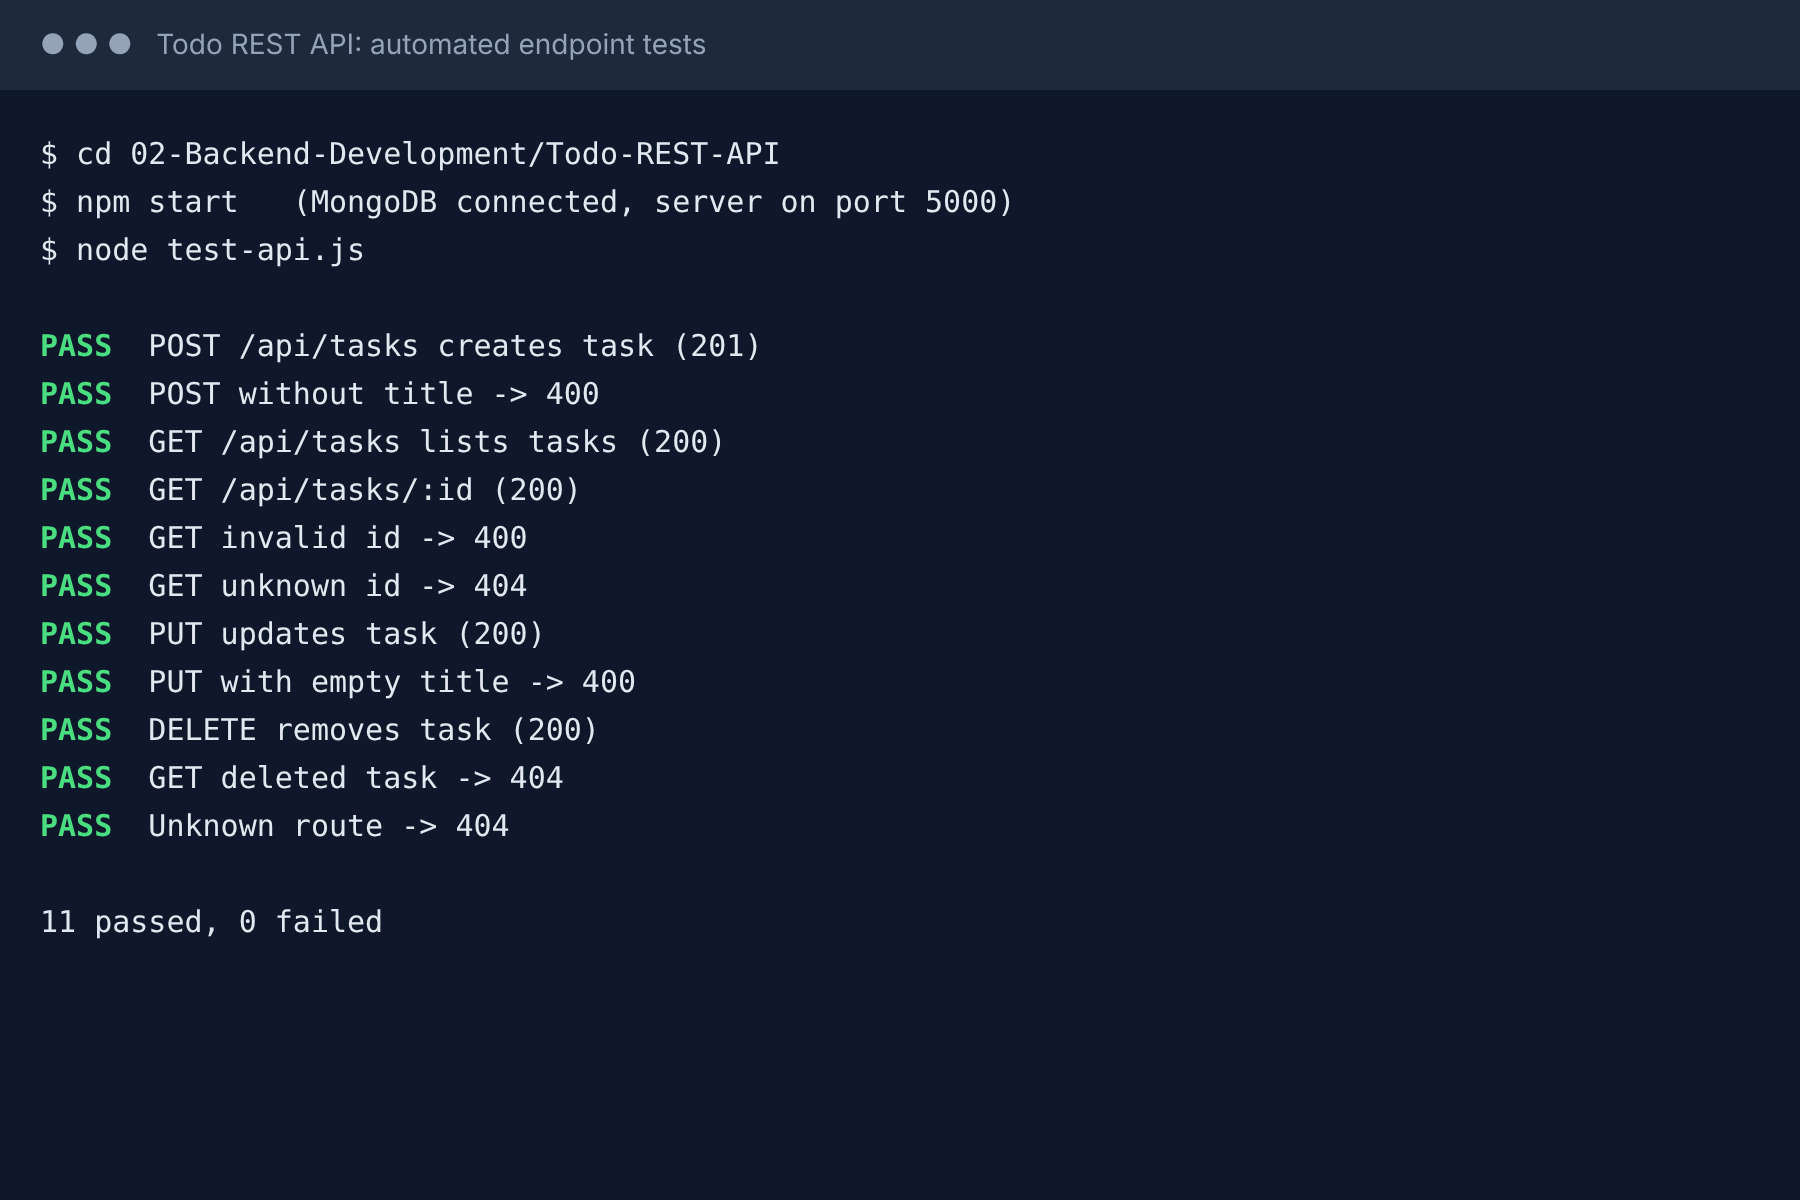 Todo REST API: automated endpoint tests
$ cd 02-Backend-Development/Todo-REST-API
$ npm start   (MongoDB connected, server on port 5000)
$ node test-api.js
PASS  POST /api/tasks creates task (201)
PASS  POST without title -> 400
PASS  GET /api/tasks lists tasks (200)
PASS  GET /api/tasks/:id (200)
PASS  GET invalid id -> 400
PASS  GET unknown id -> 404
PASS  PUT updates task (200)
PASS  PUT with empty title -> 400
PASS  DELETE removes task (200)
PASS  GET deleted task -> 404
PASS  Unknown route -> 404
11 passed, 0 failed